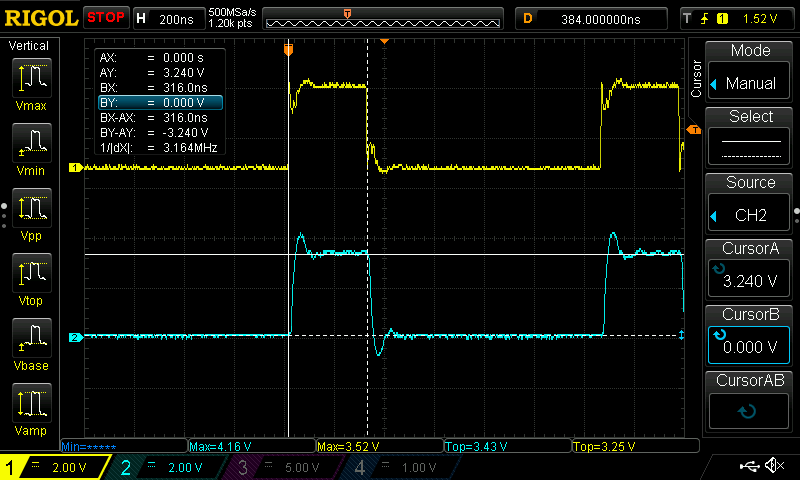 RIGOL STOP H 200ns 500MSa/s 1.20k pts T D 384.000000ns T 1 1.52 V
Vertical
Vmax
Vmin
Vpp
Vtop
Vbase
Vamp
AX: = 0.000 s
AY: = 3.240 V
BX: = 316.0ns
BY: = 0.000 V
BX-AX: = 316.0ns
BY-AY: = -3.240 V
1/|dX|: = 3.164MHz
1
2
T
T
Cursor
Mode
Manual
Select
Source
CH2
CursorA
3.240 V
CursorB
0.000 V
CursorAB
Min=***** Max=4.16 V Max=3.52 V Top=3.43 V Top=3.25 V
1 = 2.00 V 2 = 2.00 V 3 = 5.00 V 4 = 1.00 V